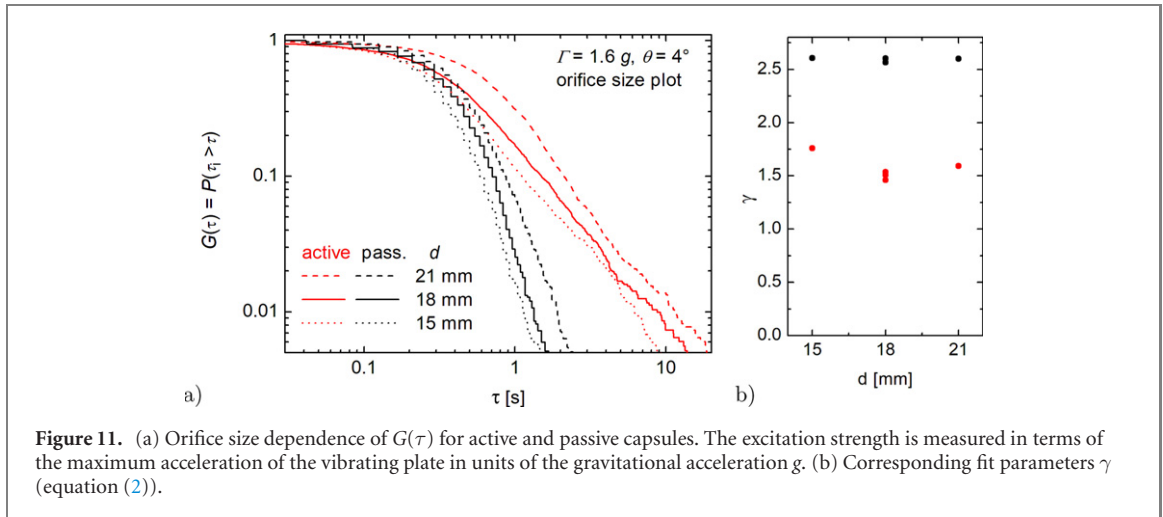 1
0.1
0.01
G(τ) = P(τi > τ)
Γ = 1.6 g, θ = 4°
orifice size plot
active pass. d
21 mm
18 mm
15 mm
0.1 1 10
τ [s]
a)
2.5
2.0
1.5
1.0
0.5
0.0
γ
15 18 21
d [mm]
b)
Figure 11. (a) Orifice size dependence of G(τ) for active and passive capsules. The excitation strength is measured in terms of
the maximum acceleration of the vibrating plate in units of the gravitational acceleration g. (b) Corresponding fit parameters γ
(equation (2)).